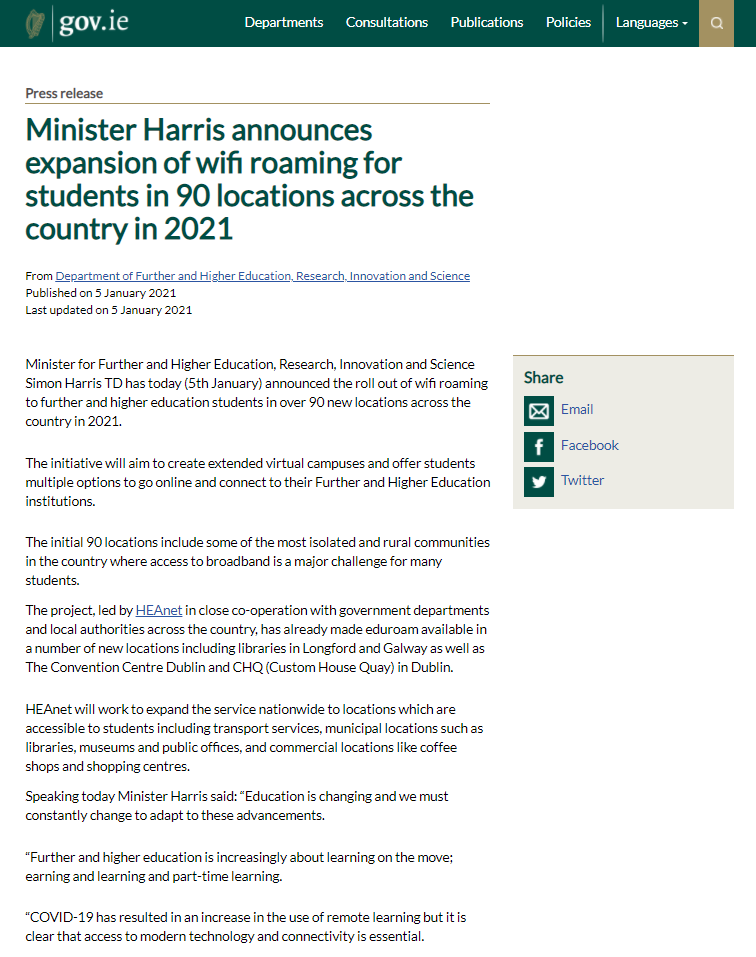 gov.ie
Departments
Consultations
Publications
Policies
Languages
Press release
Minister Harris announces
expansion of wifi roaming for
students in 90 locations across the
country in 2021
From Department of Further and Higher Education, Research, Innovation and Science
Published on 5 January 2021
Last updated on 5 January 2021
Minister for Further and Higher Education, Research, Innovation and Science
Simon Harris TD has today (5th January) announced the roll out of wifi roaming
to further and higher education students in over 90 new locations across the
country in 2021.
The initiative will aim to create extended virtual campuses and offer students
multiple options to go online and connect to their Further and Higher Education
institutions.
The initial 90 locations include some of the most isolated and rural communities
in the country where access to broadband is a major challenge for many
students.
The project, led by HEAnet in close co-operation with government departments
and local authorities across the country, has already made eduroam available in
a number of new locations including libraries in Longford and Galway as well as
The Convention Centre Dublin and CHQ (Custom House Quay) in Dublin.
HEAnet will work to expand the service nationwide to locations which are
accessible to students including transport services, municipal locations such as
libraries, museums and public offices, and commercial locations like coffee
shops and shopping centres.
Speaking today Minister Harris said: “Education is changing and we must
constantly change to adapt to these advancements.
“Further and higher education is increasingly about learning on the move;
earning and learning and part-time learning.
“COVID-19 has resulted in an increase in the use of remote learning but it is
clear that access to modern technology and connectivity is essential.
Share
Email
Facebook
Twitter